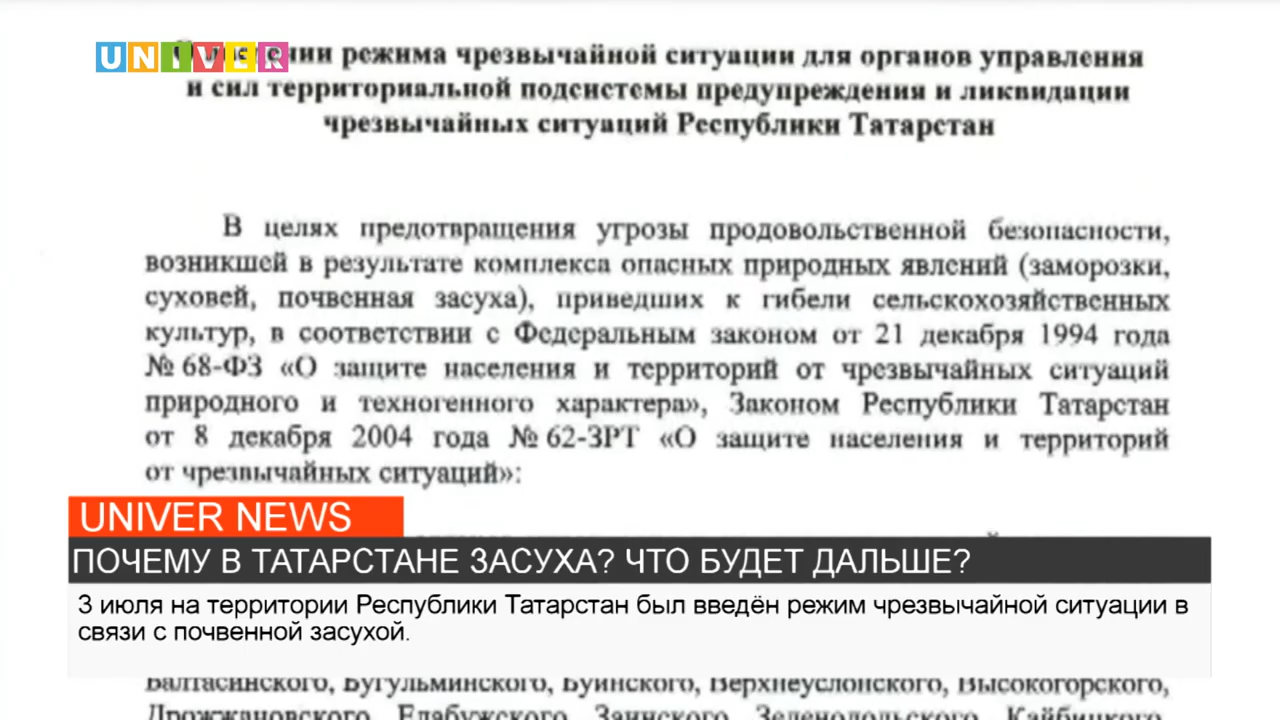 UNIVER
режима чрезвычайной ситуации для органов управления
и сил территориальной подсистемы предупреждения и ликвидации
чрезвычайных ситуаций Республики Татарстан
В целях предотвращения угрозы продовольственной безопасности,
возникшей в результате комплекса опасных природных явлений (заморозки,
суховей, почвенная засуха), приведших к гибели сельскохозяйственных
культур, в соответствии с Федеральным законом от 21 декабря 1994 года
№ 68-ФЗ «О защите населения и территорий от чрезвычайных ситуаций
природного и техногенного характера», Законом Республики Татарстан
от 8 декабря 2004 года № 62-ЗРТ «О защите населения и территорий
от чрезвычайных ситуаций»:
UNIVER NEWS
ПОЧЕМУ В ТАТАРСТАНЕ ЗАСУХА? ЧТО БУДЕТ ДАЛЬШЕ?
3 июля на территории Республики Татарстан был введён режим чрезвычайной ситуации в
связи с почвенной засухой.
Балтасинского, Бугульминского, Буинского, Верхнеуслонского, Высокогорского,
Дрожжановского, Елабужского, Заинского, Зеленодольского, Кайбицкого,